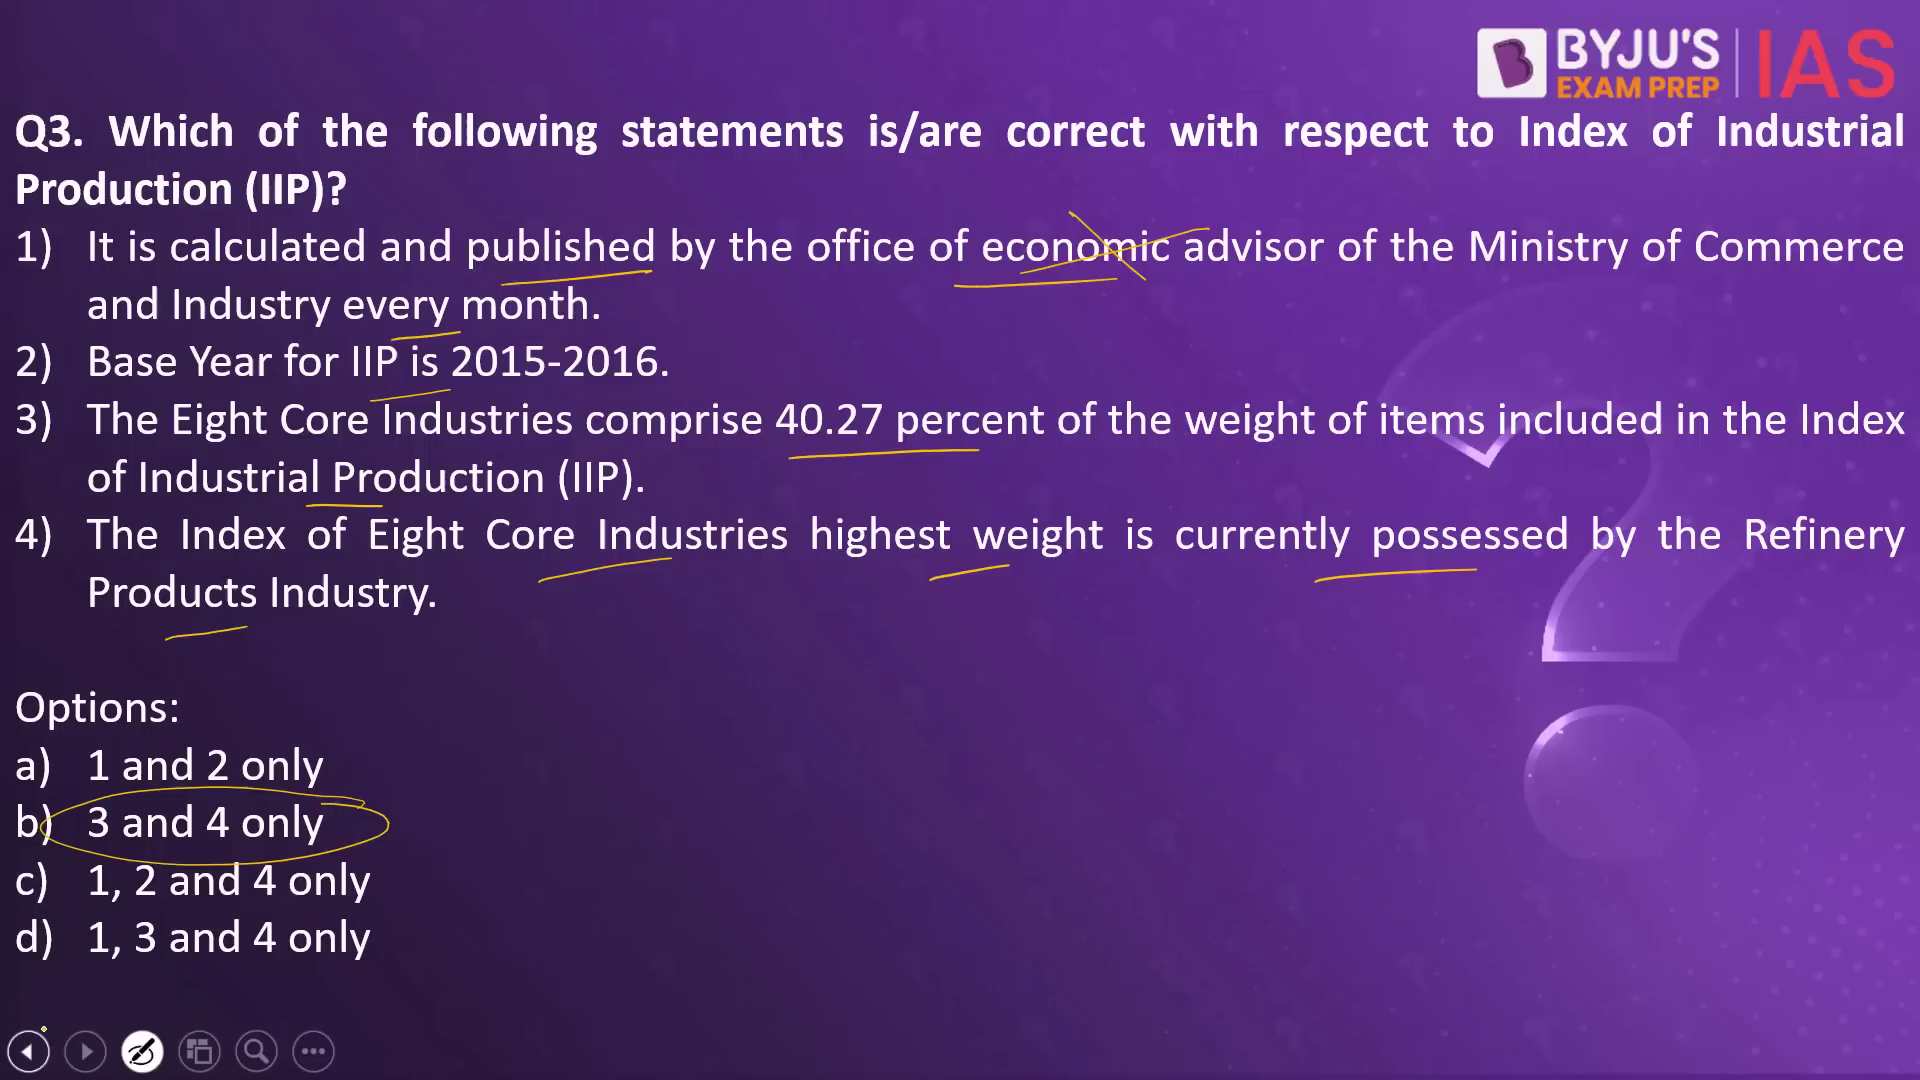 BYJU'S
EXAM PREP
IAS
Q3. Which of the following statements is/are correct with respect to Index of Industrial
Production (IIP)?
1) It is calculated and published by the office of economic advisor of the Ministry of Commerce
and Industry every month.
2) Base Year for IIP is 2015-2016.
3) The Eight Core Industries comprise 40.27 percent of the weight of items included in the Index
of Industrial Production (IIP).
4) The Index of Eight Core Industries highest weight is currently possessed by the Refinery
Products Industry.
Options:
a) 1 and 2 only
b) 3 and 4 only
c) 1, 2 and 4 only
d) 1, 3 and 4 only